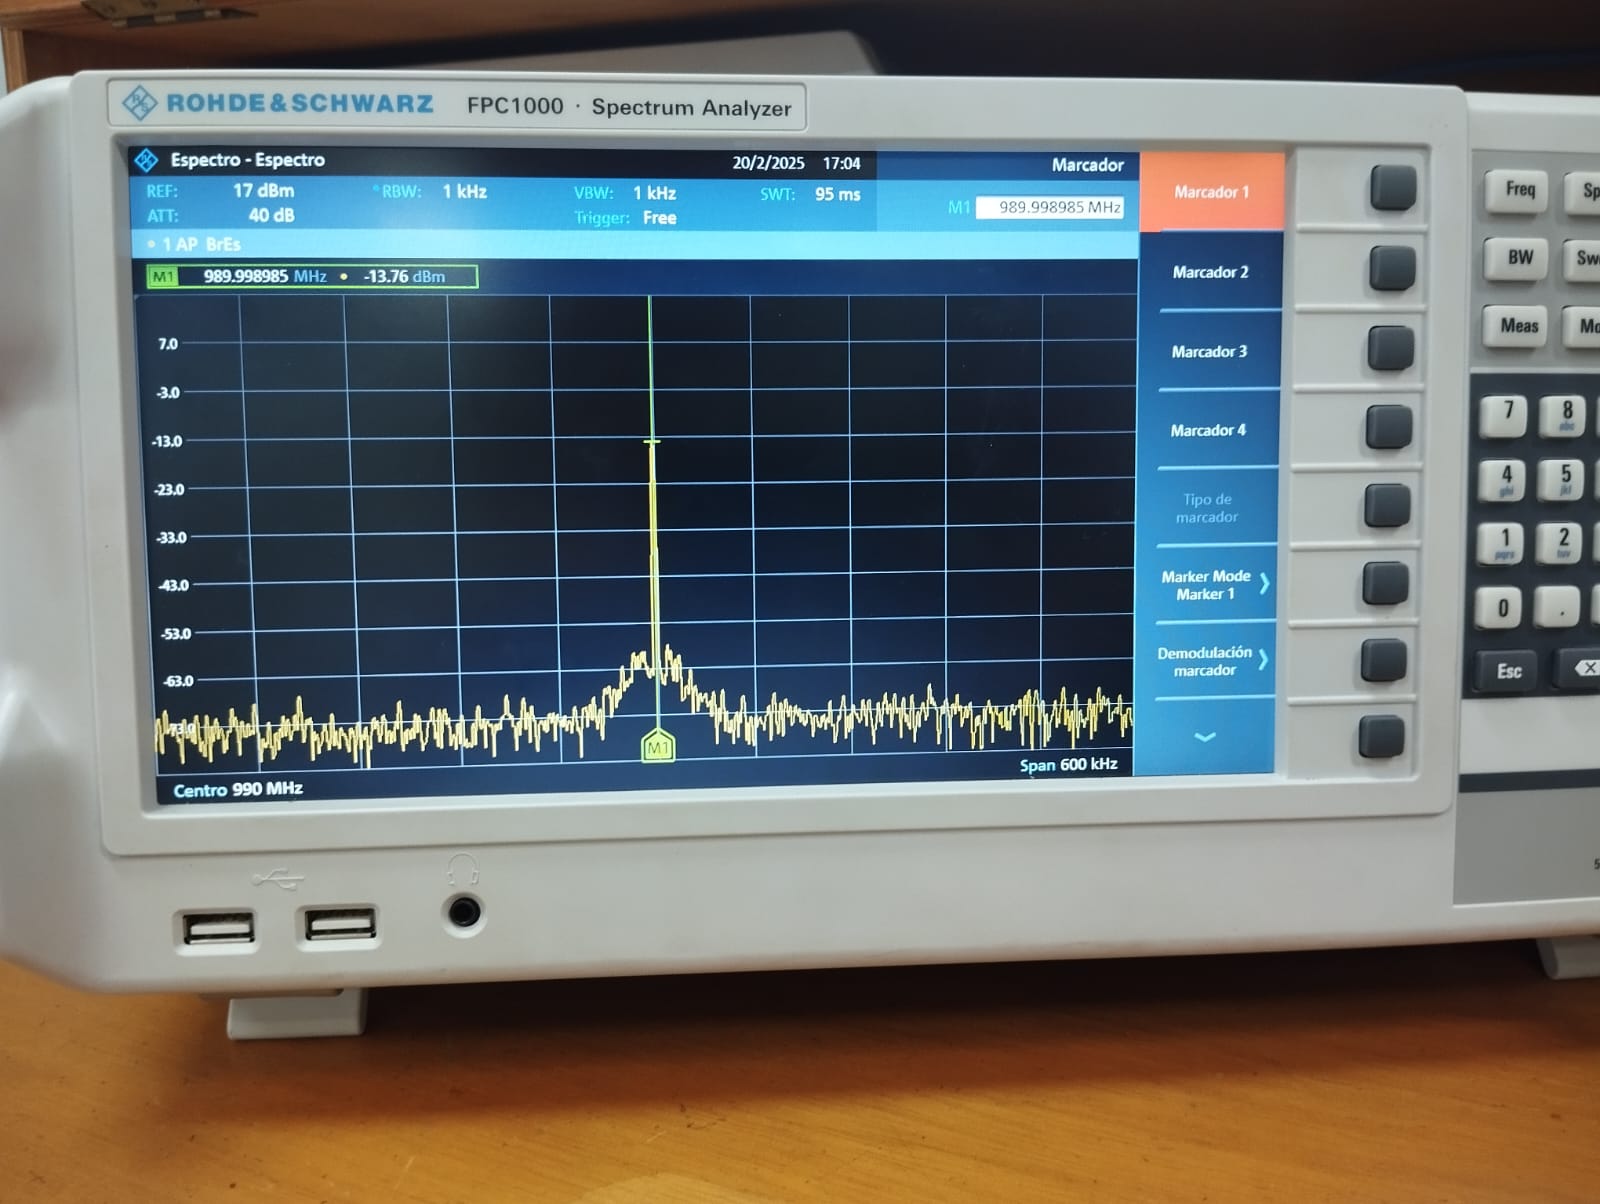 ROHDE & SCHWARZ FPC1000 · Spectrum Analyzer
Espectro - Espectro 20/2/2025 17:04 Marcador
REF: 17 dBm RBW: 1 kHz VBW: 1 kHz SWT: 95 ms
ATT: 40 dB Trigger: Free
M1 989.998985 MHz
1 AP BrEs
M1 989.998985 MHz • -13.76 dBm
7.0
-3.0
-13.0
-23.0
-33.0
-43.0
-53.0
-63.0
M1
Centro 990 MHz Span 600 kHz
Marcador 1
Marcador 2
Marcador 3
Marcador 4
Tipo de
marcador
Marker Mode
Marker 1
Demodulación
marcador
Freq
BW
Meas
7 8
abc
4 5
ghi jkl
1 2
pqrs tuv
0 .
Esc